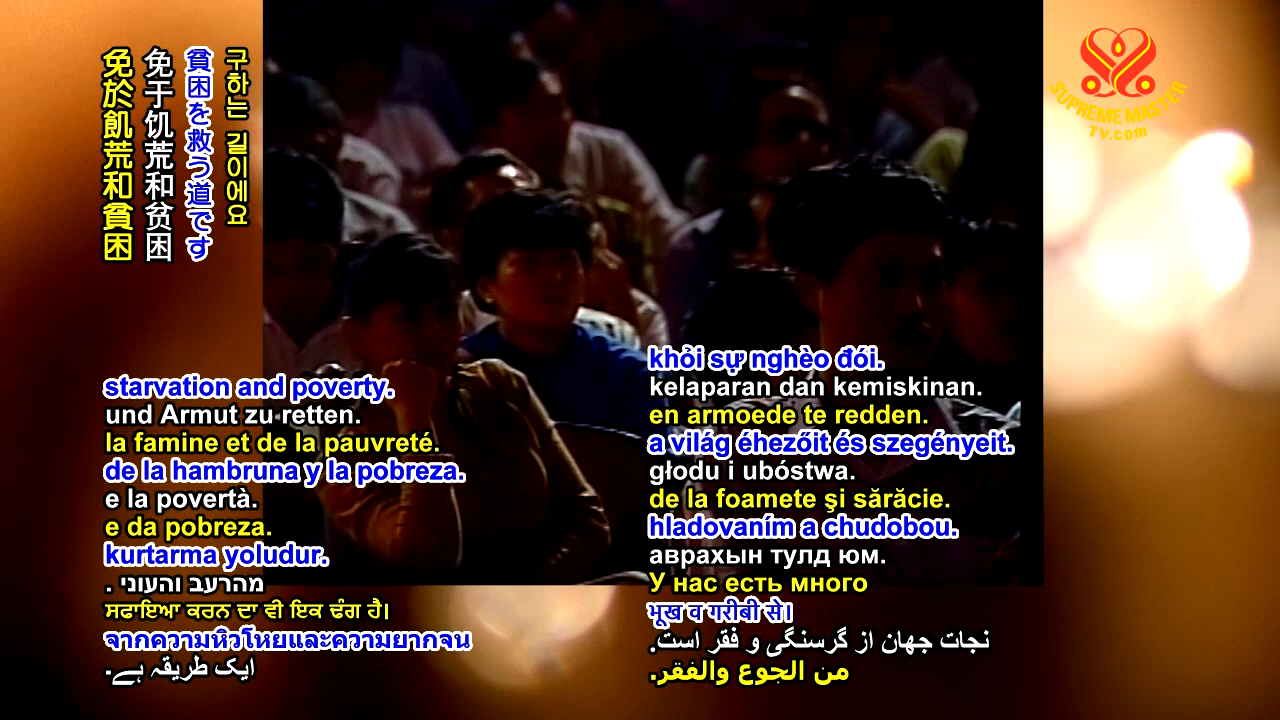 구하는 길이에요
貧困を救う道です
免于饥荒和贫困
免於飢荒和貧困
SUPREME MASTER
TV.com
starvation and poverty.
und Armut zu retten.
la famine et de la pauvreté.
de la hambruna y la pobreza.
e la povertà.
e da pobreza.
kurtarma yoludur.
מהרעב והעוני .
ਸਫਾਇਆ ਕਰਨ ਦਾ ਵੀ ਇਕ ਢੰਗ ਹੈ।
จากความหิวโหยและความยากจน
ایک طریقہ ہے۔
khỏi sự nghèo đói.
kelaparan dan kemiskinan.
en armoede te redden.
a világ éhezőit és szegényeit.
głodu i ubóstwa.
de la foamete şi sărăcie.
hladovaním a chudobou.
аврахын тулд юм.
У нас есть много
भूख व गरीबी से।
نجات جهان از گرسنگی و فقر است.
من الجوع والفقر.